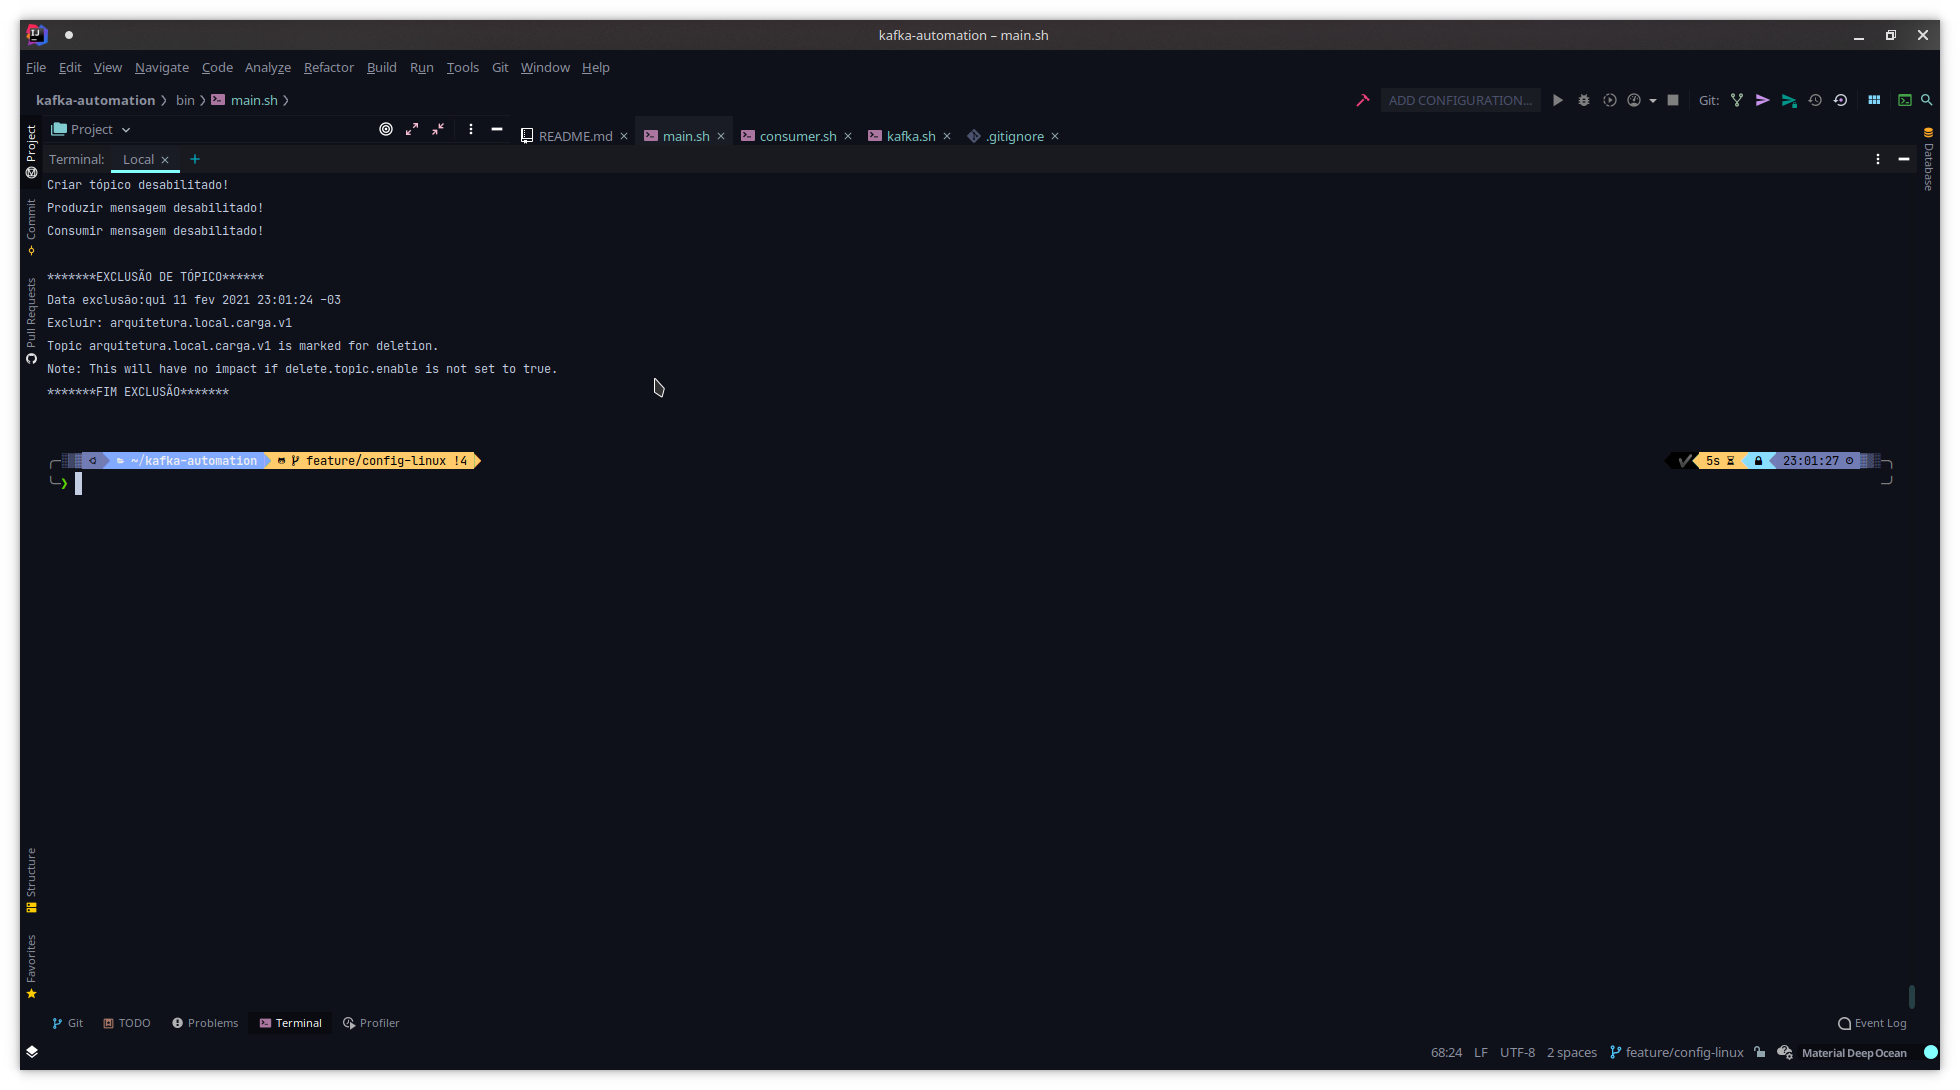 kafka-automation – main.sh
File Edit View Navigate Code Analyze Refactor Build Run Tools Git Window Help
kafka-automation bin main.sh ADD CONFIGURATION... Git:
Project README.md main.sh consumer.sh kafka.sh .gitignore
Terminal: Local
Project
Commit
Pull Requests
Database
Criar tópico desabilitado!
Produzir mensagem desabilitado!
Consumir mensagem desabilitado!
*******EXCLUSÃO DE TÓPICO******
Data exclusão:qui 11 fev 2021 23:01:24 -03
Excluir: arquitetura.local.carga.v1
Topic arquitetura.local.carga.v1 is marked for deletion.
Note: This will have no impact if delete.topic.enable is not set to true.
*******FIM EXCLUSÃO*******
~/kafka-automation feature/config-linux !4 5s 23:01:27
Structure
Favorites
Git TODO Problems Terminal Profiler Event Log
68:24 LF UTF-8 2 spaces feature/config-linux Material Deep Ocean